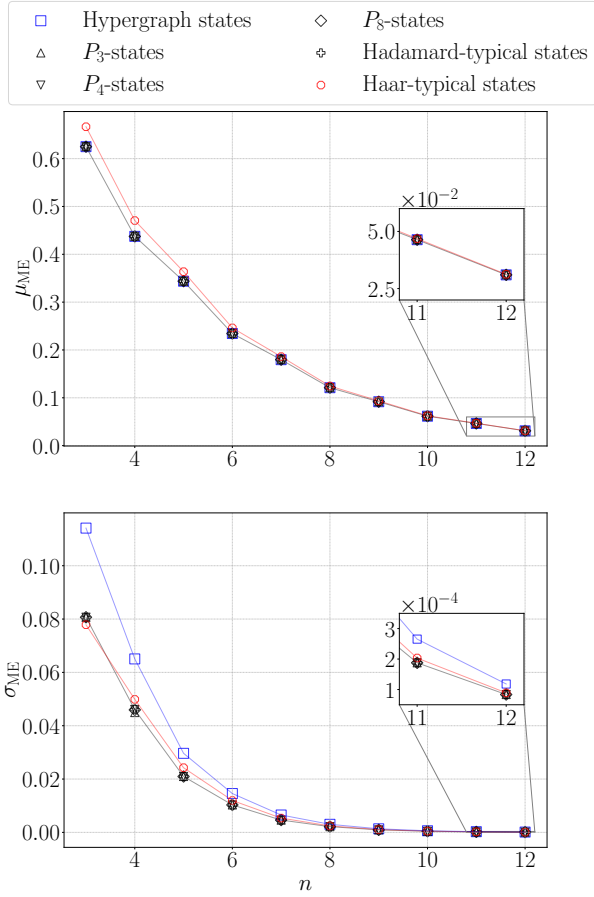 Hypergraph states
P₃-states
P₄-states
P₈-states
Hadamard-typical states
Haar-typical states
0.6
0.5
0.4
0.3
0.2
0.1
0.0
μ_ME
×10⁻²
5.0
2.5
11 12
4 6 8 10 12
0.10
0.08
0.06
0.04
0.02
0.00
σ_ME
×10⁻⁴
3
2
1
11 12
4 6 8 10 12
n